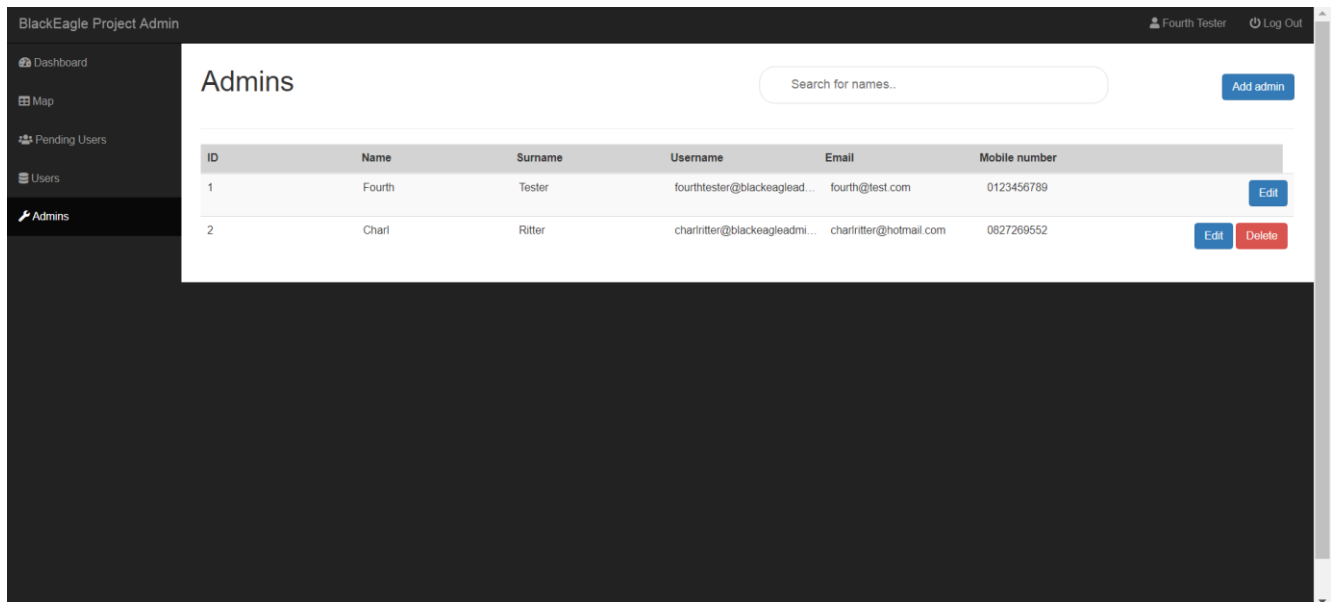 BlackEagle Project Admin
Fourth Tester
Log Out
Dashboard
Map
Pending Users
Users
Admins
Admins
Search for names..
Add admin
ID Name Surname Username Email Mobile number
1 Fourth Tester fourthtester@blackeaglead... fourth@test.com 0123456789 Edit
2 Charl Ritter charlritter@blackeagleadmi... charlritter@hotmail.com 0827269552 Edit Delete